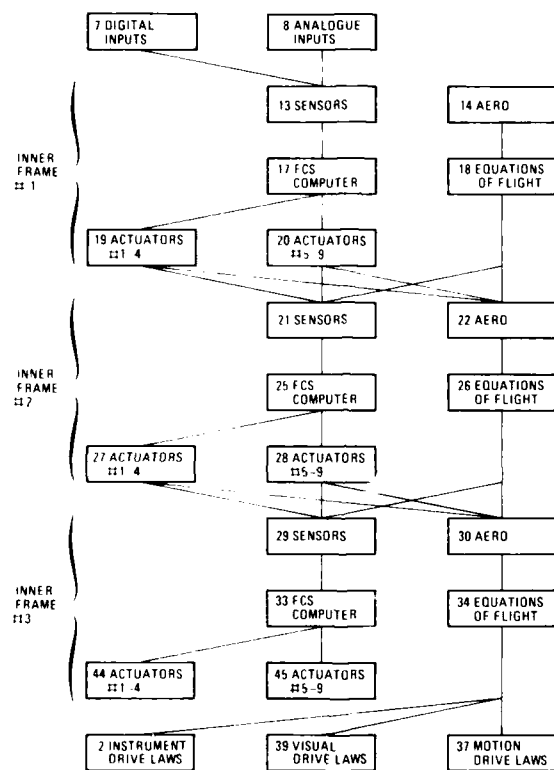 7 DIGITAL
INPUTS
8 ANALOGUE
INPUTS
13 SENSORS
14 AERO
INNER
FRAME
# 1
17 FCS
COMPUTER
18 EQUATIONS
OF FLIGHT
19 ACTUATORS
#1-4
20 ACTUATORS
#5-9
21 SENSORS
22 AERO
INNER
FRAME
#2
25 FCS
COMPUTER
26 EQUATIONS
OF FLIGHT
27 ACTUATORS
#1-4
28 ACTUATORS
#5-9
29 SENSORS
30 AERO
INNER
FRAME
#3
33 FCS
COMPUTER
34 EQUATIONS
OF FLIGHT
44 ACTUATORS
#1-4
45 ACTUATORS
#5-9
2 INSTRUMENT
DRIVE LAWS
39 VISUAL
DRIVE LAWS
37 MOTION
DRIVE LAWS